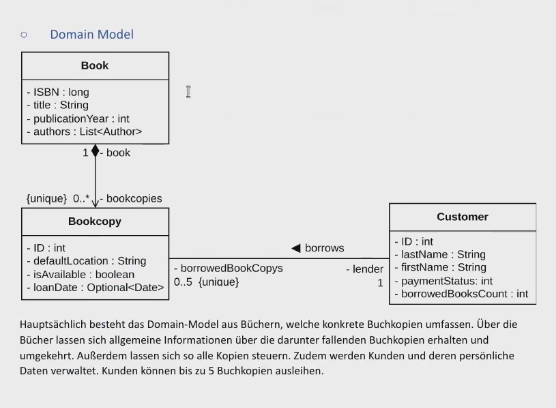 ○ Domain Model
Book
- ISBN : long
- title : String
- publicationYear : int
- authors : List<Author>
1 - book
{unique} 0..* - bookcopies
Bookcopy
- ID : int
- defaultLocation : String
- isAvailable : boolean
- loanDate : Optional<Date>
◀ borrows
- borrowedBookCopys
0..5 {unique}
- lender
1
Customer
- ID : int
- lastName : String
- firstName : String
- paymentStatus: int
- borrowedBooksCount : int
Hauptsächlich besteht das Domain-Model aus Büchern, welche konkrete Buchkopien umfassen. Über die
Bücher lassen sich allgemeine Informationen über die darunter fallenden Buchkopien erhalten und
umgekehrt. Außerdem lassen sich so alle Kopien steuern. Zudem werden Kunden und deren persönliche
Daten verwaltet. Kunden können bis zu 5 Buchkopien ausleihen.